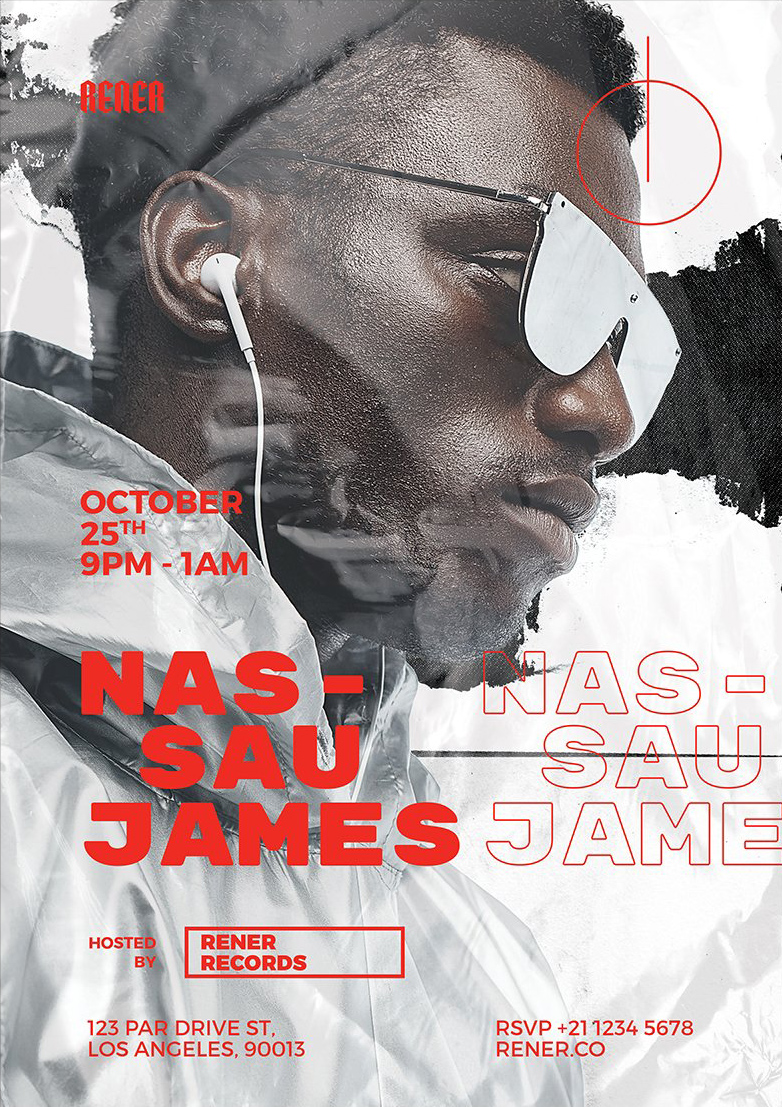 RENER
OCTOBER
25TH
9PM - 1AM
NAS-
SAU
JAMES
NAS-
SAU
JAME
HOSTED
BY
RENER
RECORDS
123 PAR DRIVE ST,
LOS ANGELES, 90013
RSVP +21 1234 5678
RENER.CO